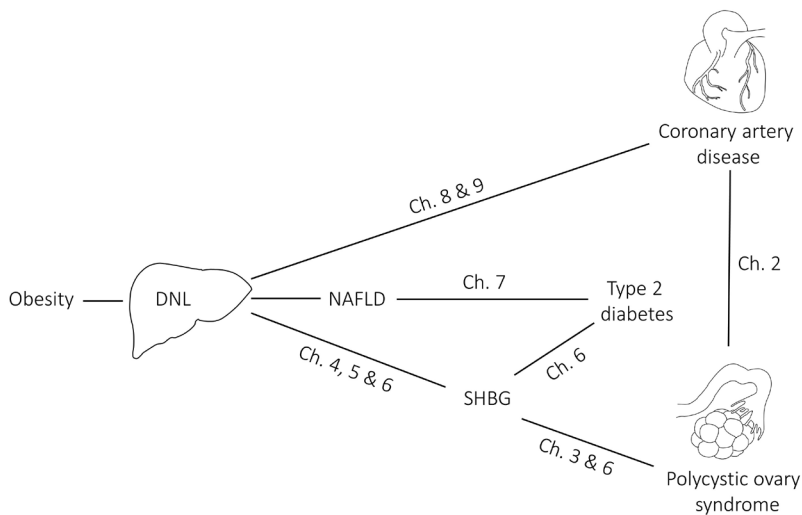 Coronary artery
disease
Ch. 8 & 9
Ch. 2
Obesity
DNL
NAFLD
Ch. 7
Type 2
diabetes
Ch. 4, 5 & 6
Ch. 6
SHBG
Ch. 3 & 6
Polycystic ovary
syndrome